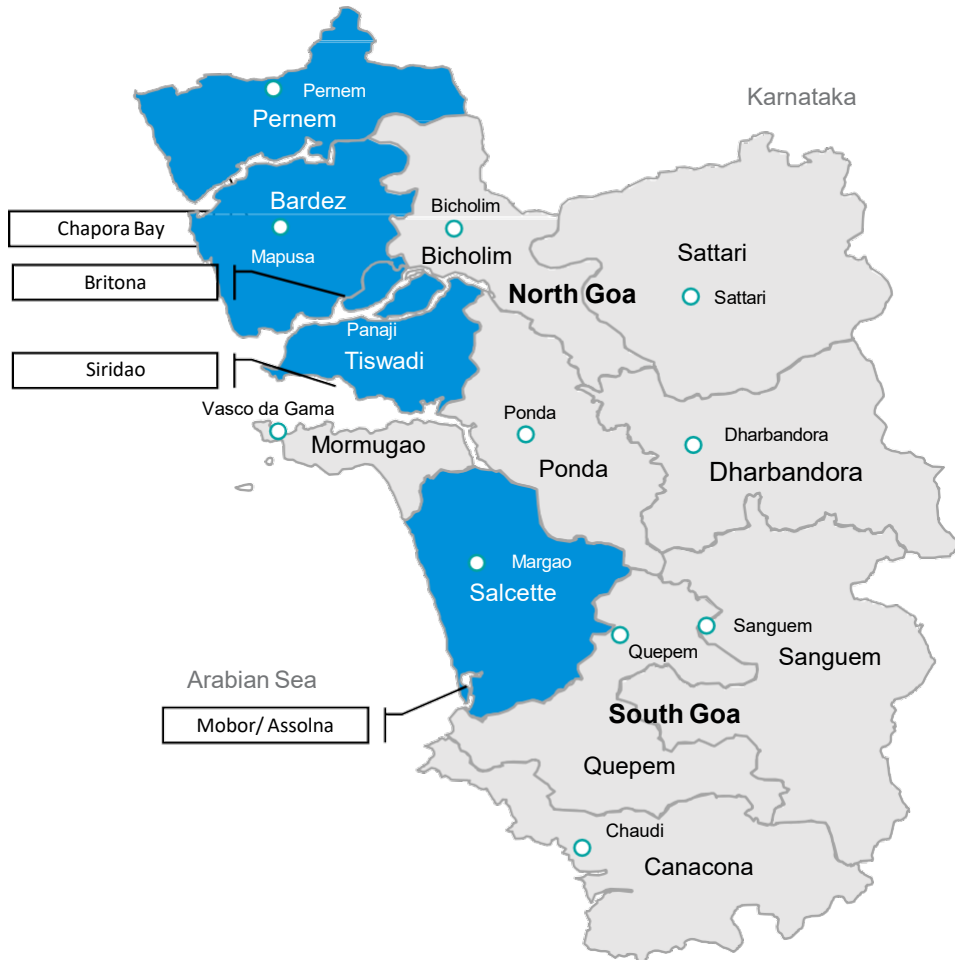 Karnataka
Pernem
Pernem
Bardez
Mapusa
Chapora Bay
Bicholim
Bicholim
Sattari
Sattari
North Goa
Britona
Panaji
Tiswadi
Siridao
Vasco da Gama
Mormugao
Ponda
Ponda
Dharbandora
Dharbandora
Margao
Salcette
Quepem
Sanguem
Sanguem
Arabian Sea
Mobor/ Assolna
South Goa
Quepem
Chaudi
Canacona